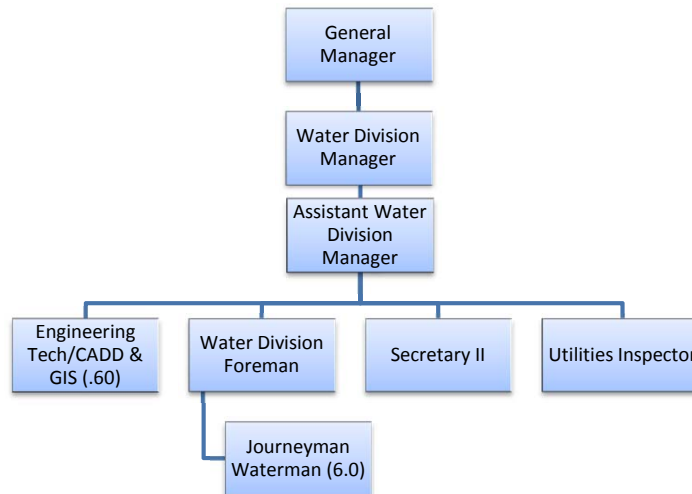 General
Manager
Water Division
Manager
Assistant Water
Division
Manager
Engineering
Tech/CADD &
GIS (.60)
Water Division
Foreman
Secretary II
Utilities Inspector
Journeyman
Waterman (6.0)